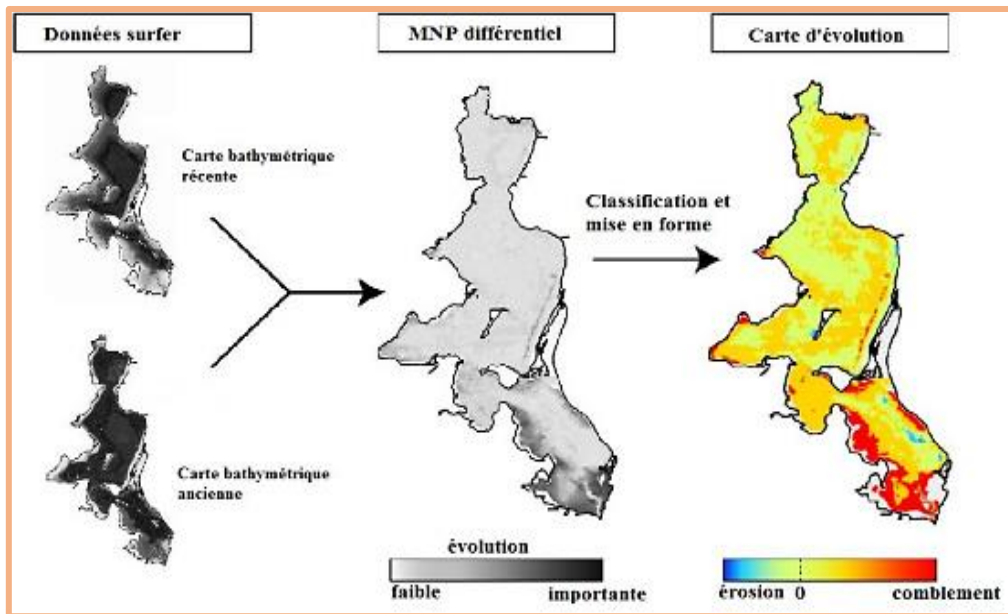 Données surfer
MNP différentiel
Carte d'évolution
Carte bathymétrique
récente
Classification et
mise en forme
Carte bathymétrique
ancienne
évolution
faible
importante
érosion
0
comblement